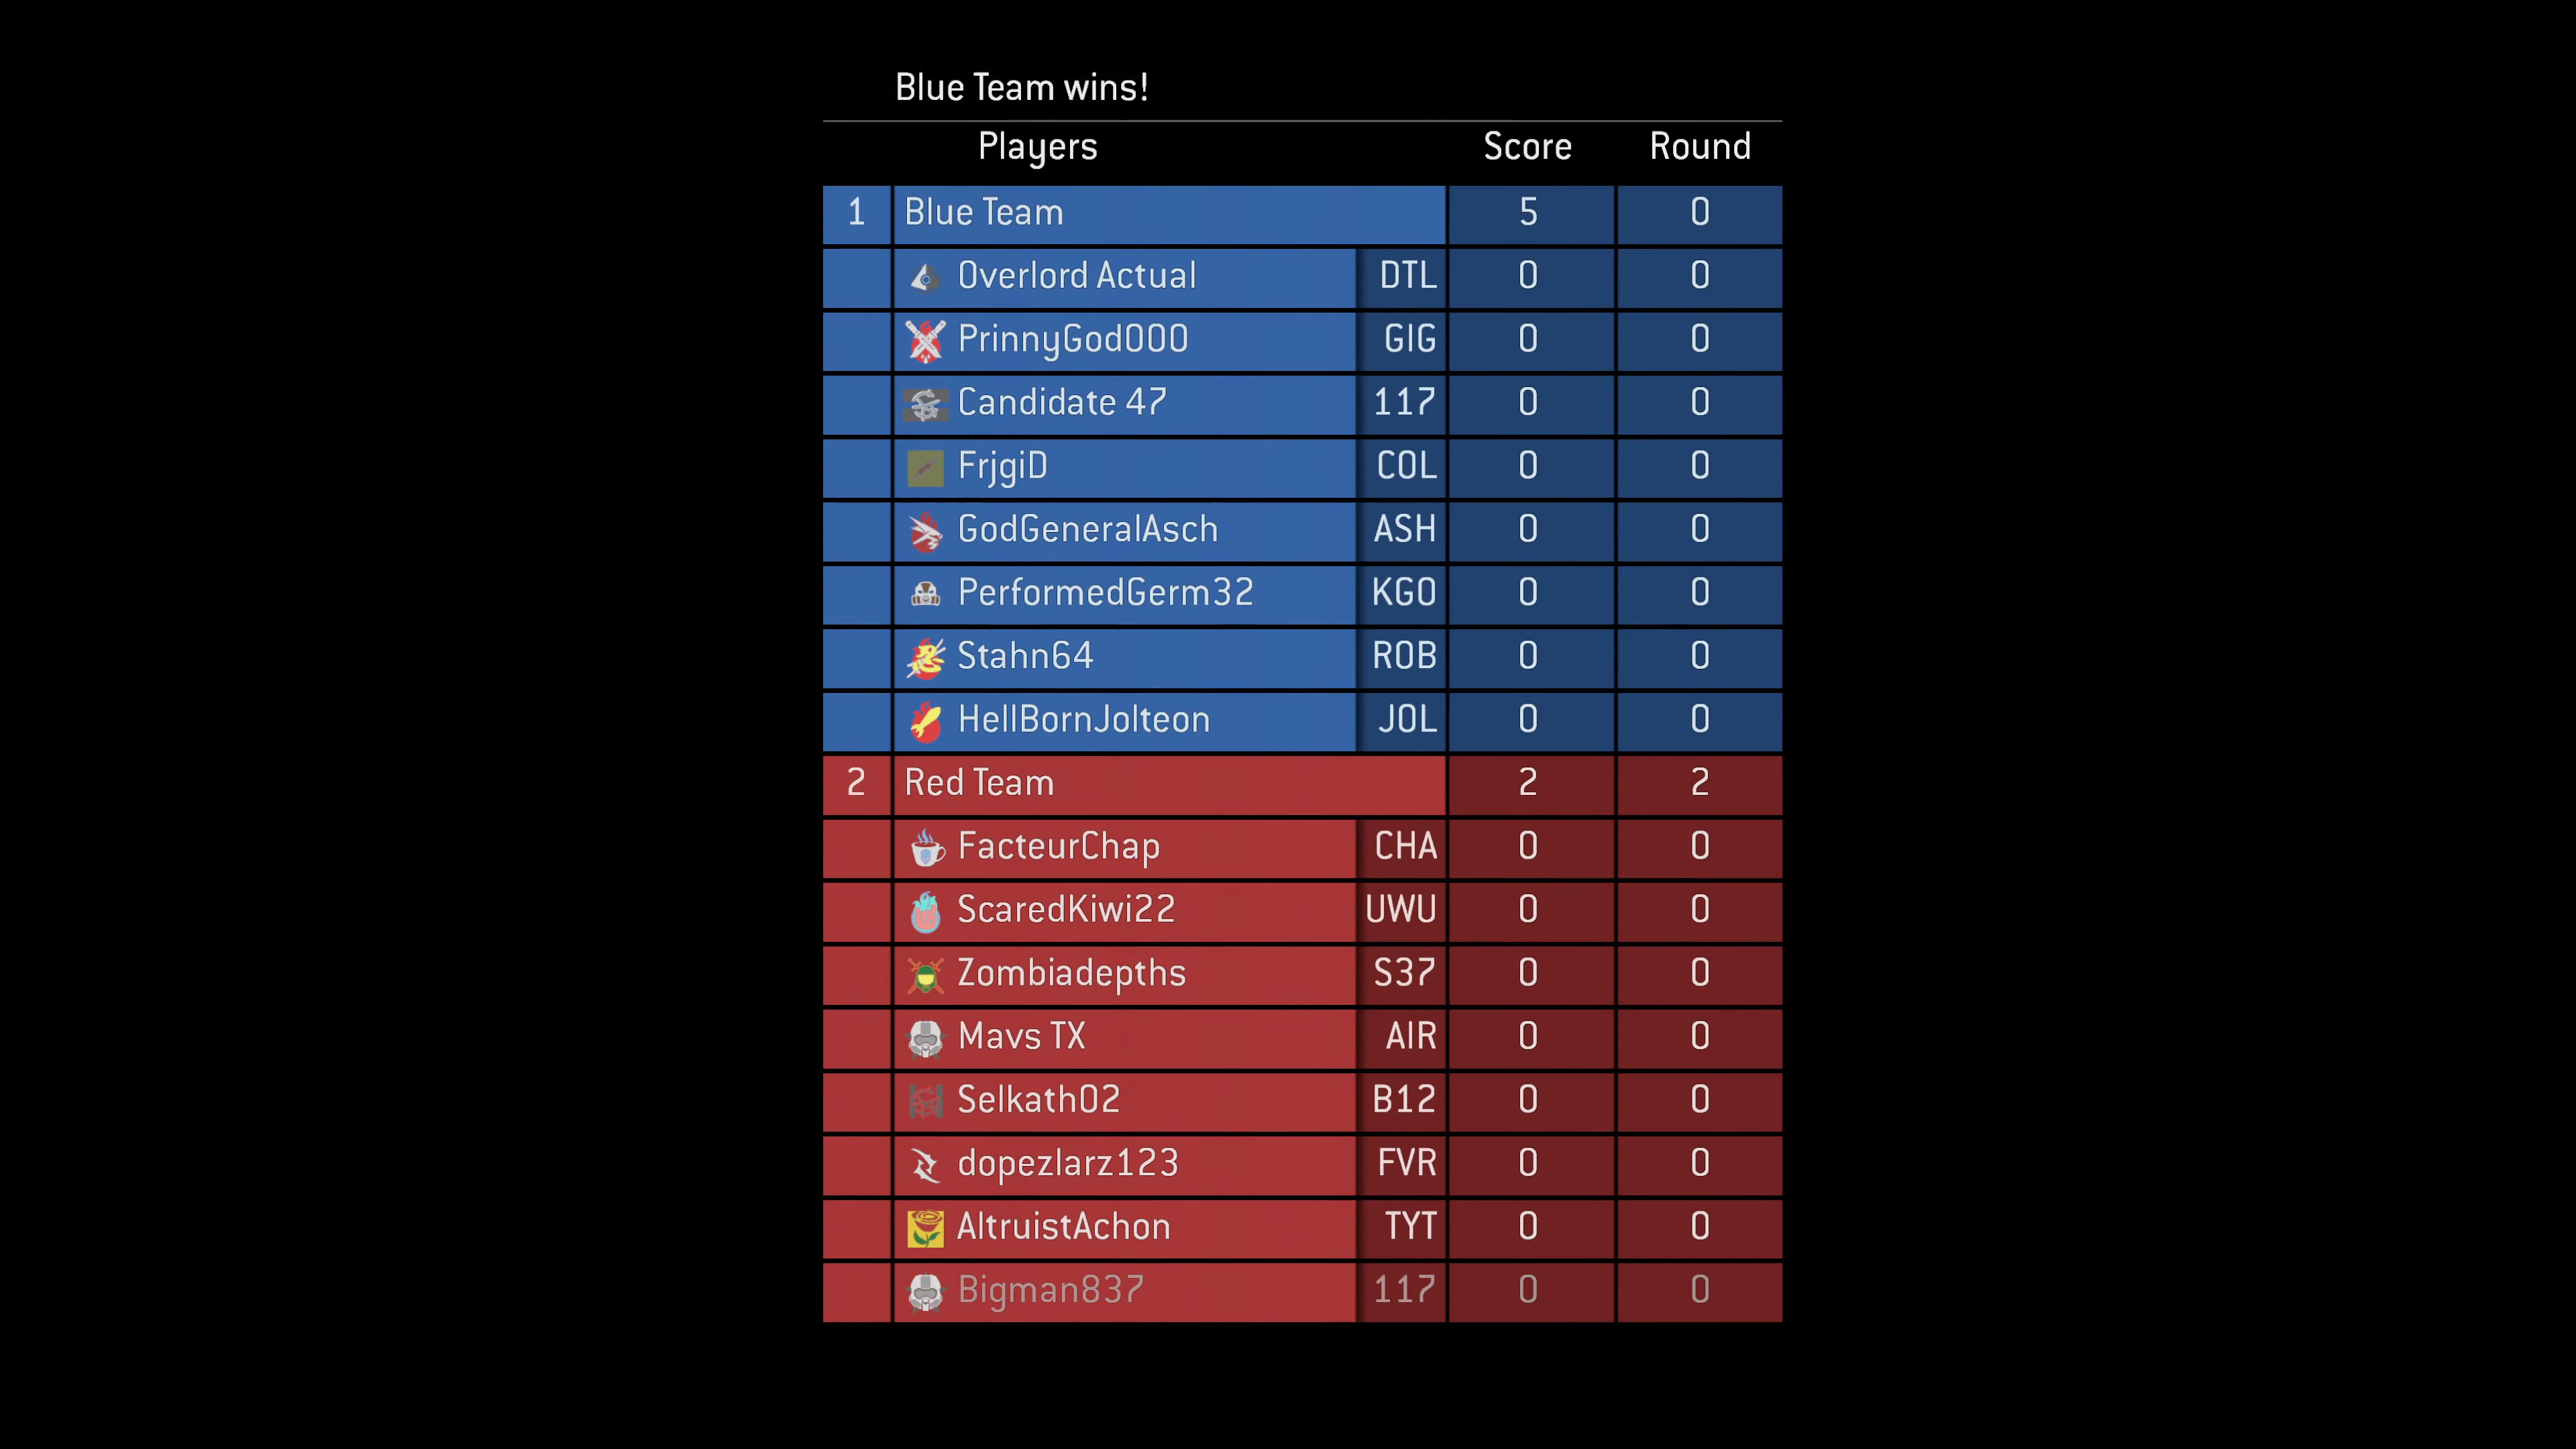 Blue Team wins!
Players Score Round
1 Blue Team 5 0
Overlord Actual DTL 0 0
PrinnyGod000 GIG 0 0
Candidate 47 117 0 0
FrjgiD COL 0 0
GodGeneralAsch ASH 0 0
PerformedGerm32 KGO 0 0
Stahn64 ROB 0 0
HellBornJolteon JOL 0 0
2 Red Team 2 2
FacteurChap CHA 0 0
ScaredKiwi22 UWU 0 0
Zombiadepths S37 0 0
Mavs TX AIR 0 0
Selkath02 B12 0 0
dopezlarz123 FVR 0 0
AltruistAchon TYT 0 0
Bigman837 117 0 0